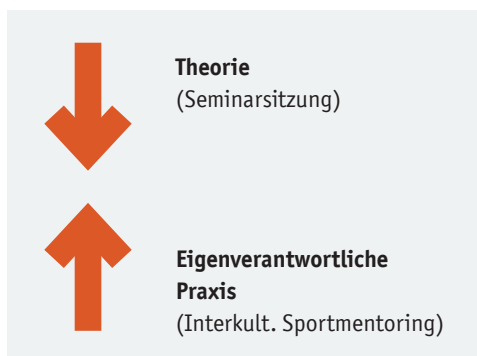 Theorie
(Seminarsitzung)
Eigenverantwortliche
Praxis
(Interkult. Sportmentoring)